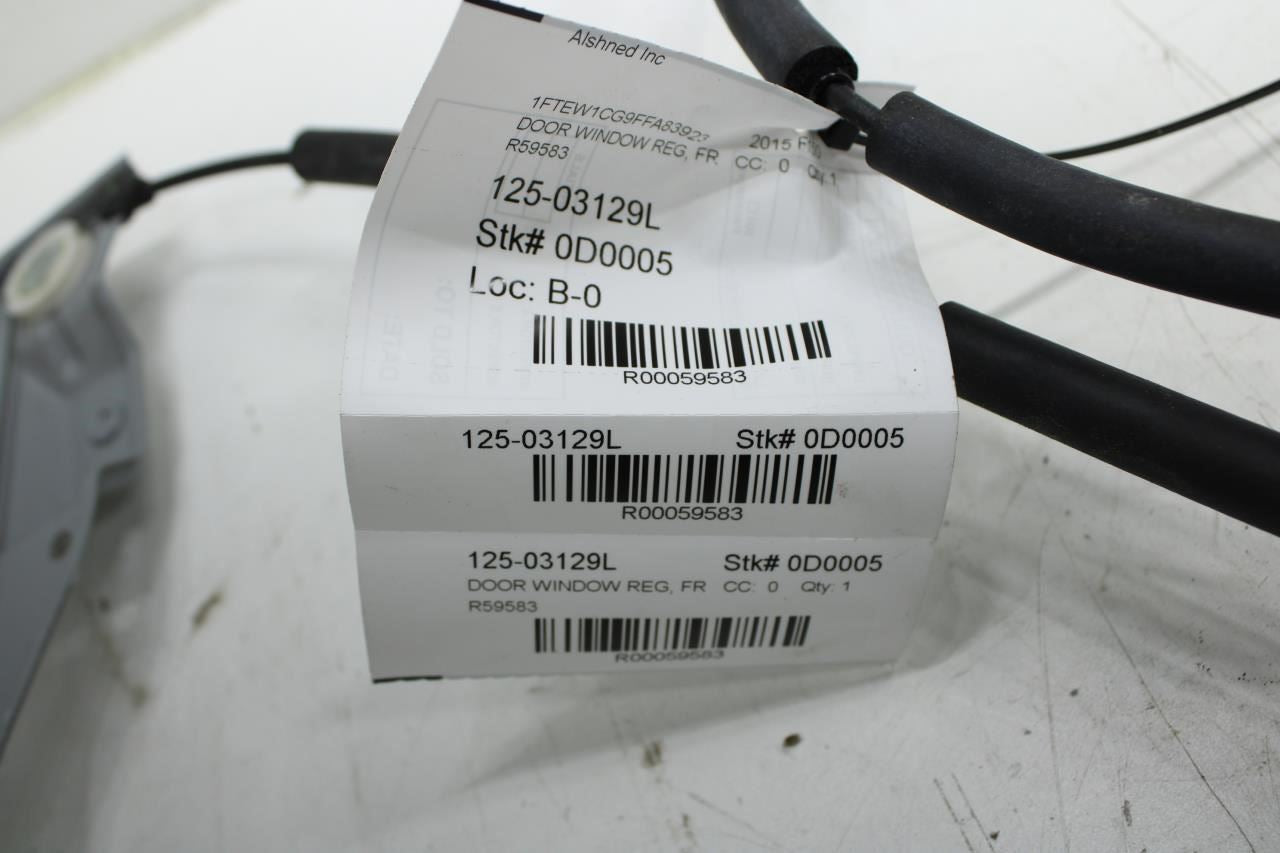 Alshned Inc
1FTEW1CG9FFA83923 2015
DOOR WINDOW REG, FR CC: 0 Qty: 1
R59583
125-03129L
Stk# 0D0005
Loc: B-0
R00059583
125-03129L Stk# 0D0005
R00059583
125-03129L Stk# 0D0005
DOOR WINDOW REG, FR CC: 0 Qty: 1
R59583
R00059583